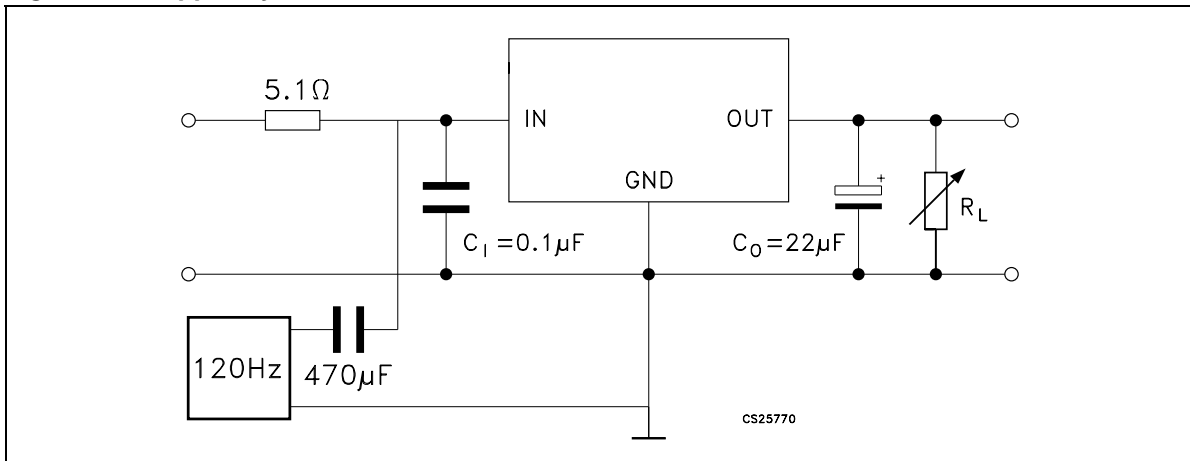 5.1Ω
IN
OUT
GND
C_I =0.1µF
C_O=22µF
R_L
120Hz
470µF
CS25770